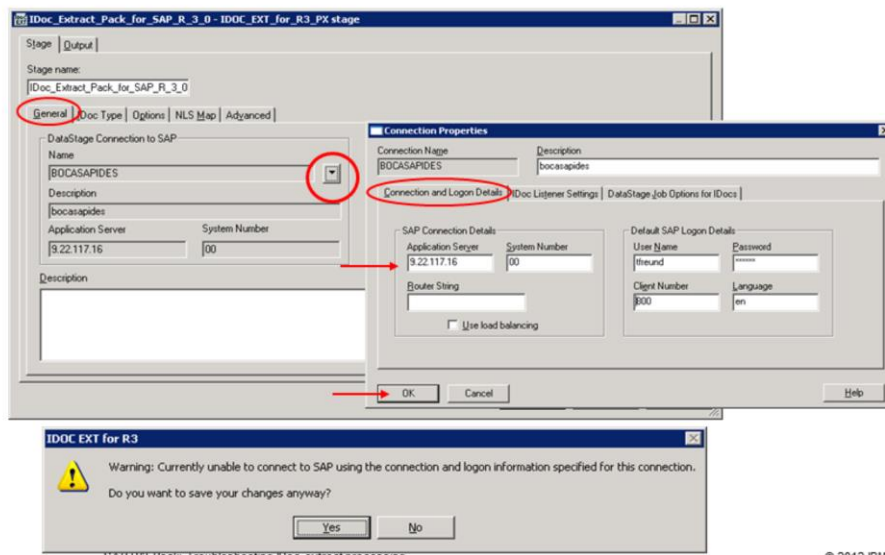 IDoc_Extract_Pack_for_SAP_R_3_0 - IDOC_EXT_for_R3_PX stage
Stage Output
Stage name:
IDoc_Extract_Pack_for_SAP_R_3_0
General IDoc Type Options NLS Map Advanced
DataStage Connection to SAP
Name
BOCASAPIDES
Description
bocasapides
Application Server System Number
9.22.117.16 00
Description
Connection Properties
Connection Name Description
BOCASAPIDES bocasapides
Connection and Logon Details IDoc Listener Settings DataStage Job Options for IDocs
SAP Connection Details
Application Server System Number
9.22.117.16 00
Router String
Use load balancing
Default SAP Logon Details
User Name Password
tfreund ******
Client Number Language
800 en
OK Cancel Help
IDOC EXT for R3
Warning: Currently unable to connect to SAP using the connection and logon information specified for this connection.
Do you want to save your changes anyway?
Yes No
© 2012